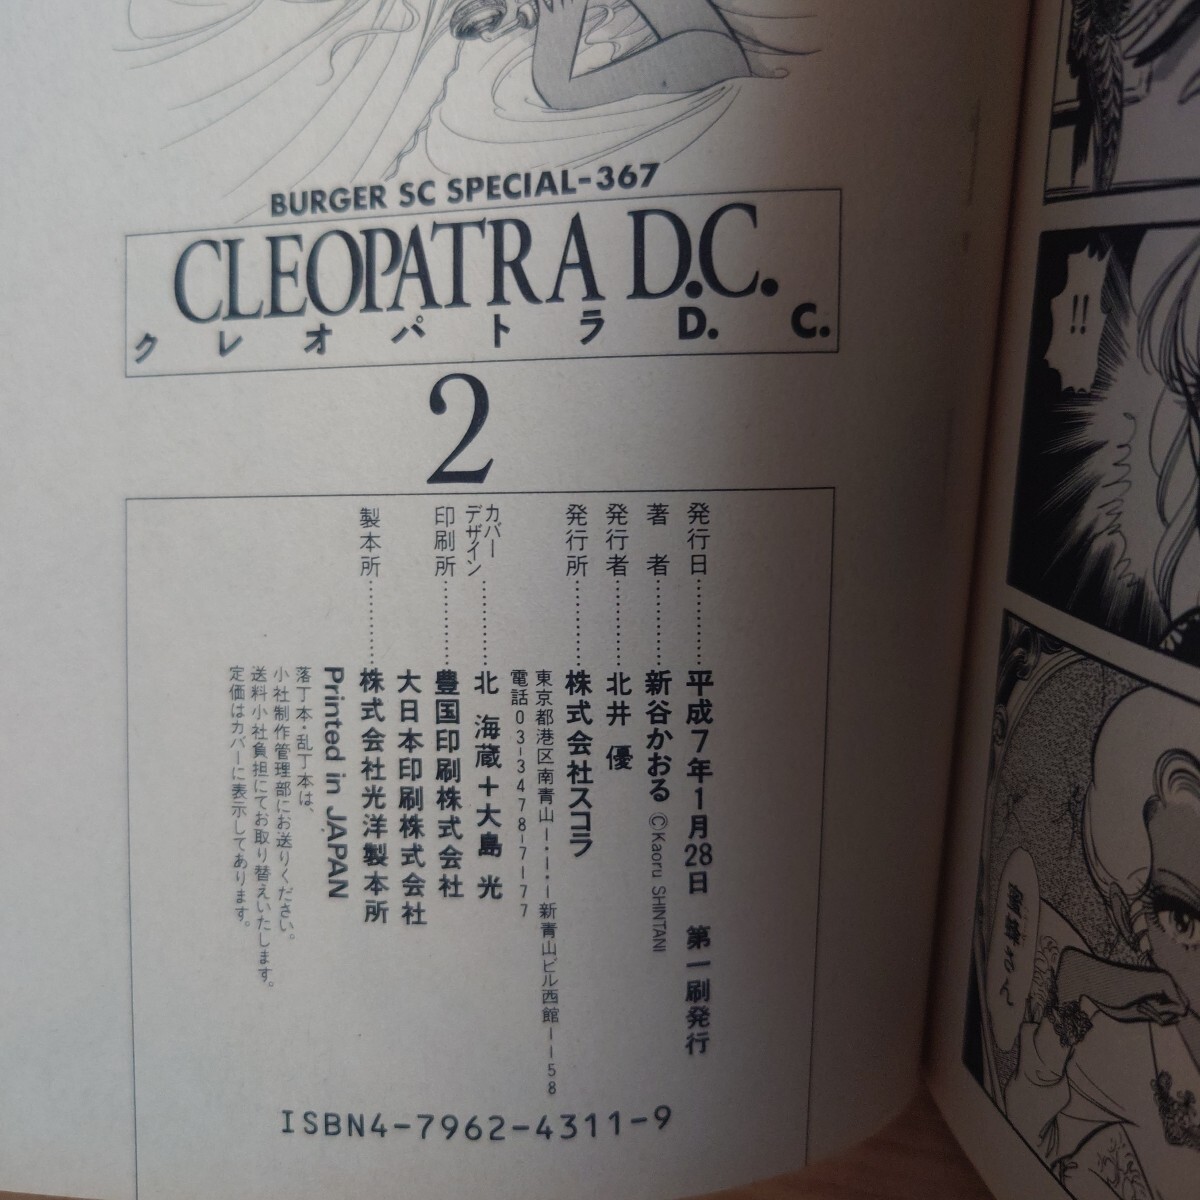 BURGER SC SPECIAL-367
CLEOPATRA D.C.
クレオパトラD. C.
2
発行日…………平成7年1月28日 第一刷発行
著 者…………新谷かおる ©Kaoru SHINTANI
発行者…………北井 優
発行所…………株式会社スコラ
東京都港区南青山1-1-1新青山ビル西館1158
電話03-3478-7177
カバーデザイン…………北 海蔵+大島 光
印刷所…………豊国印刷株式会社
大日本印刷株式会社
製本所…………株式会社光洋製本所
Printed in JAPAN
落丁本・乱丁本は、
小社制作管理部にお送りください。
送料小社負担にてお取り替えいたします。
定価はカバーに表示してあります。
ISBN4-7962-4311-9
!!